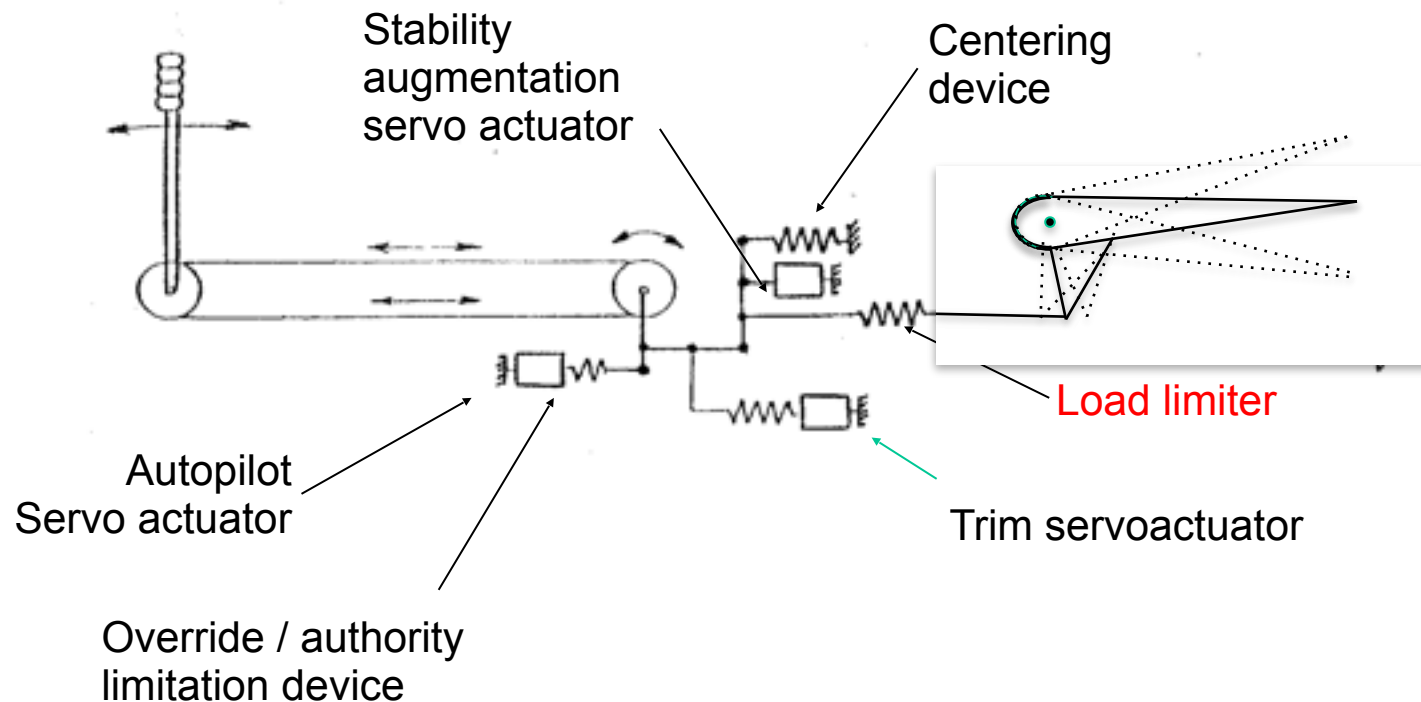 Stability
augmentation
servo actuator
Centering
device
Load limiter
Autopilot
Servo actuator
Trim servoactuator
Override / authority
limitation device